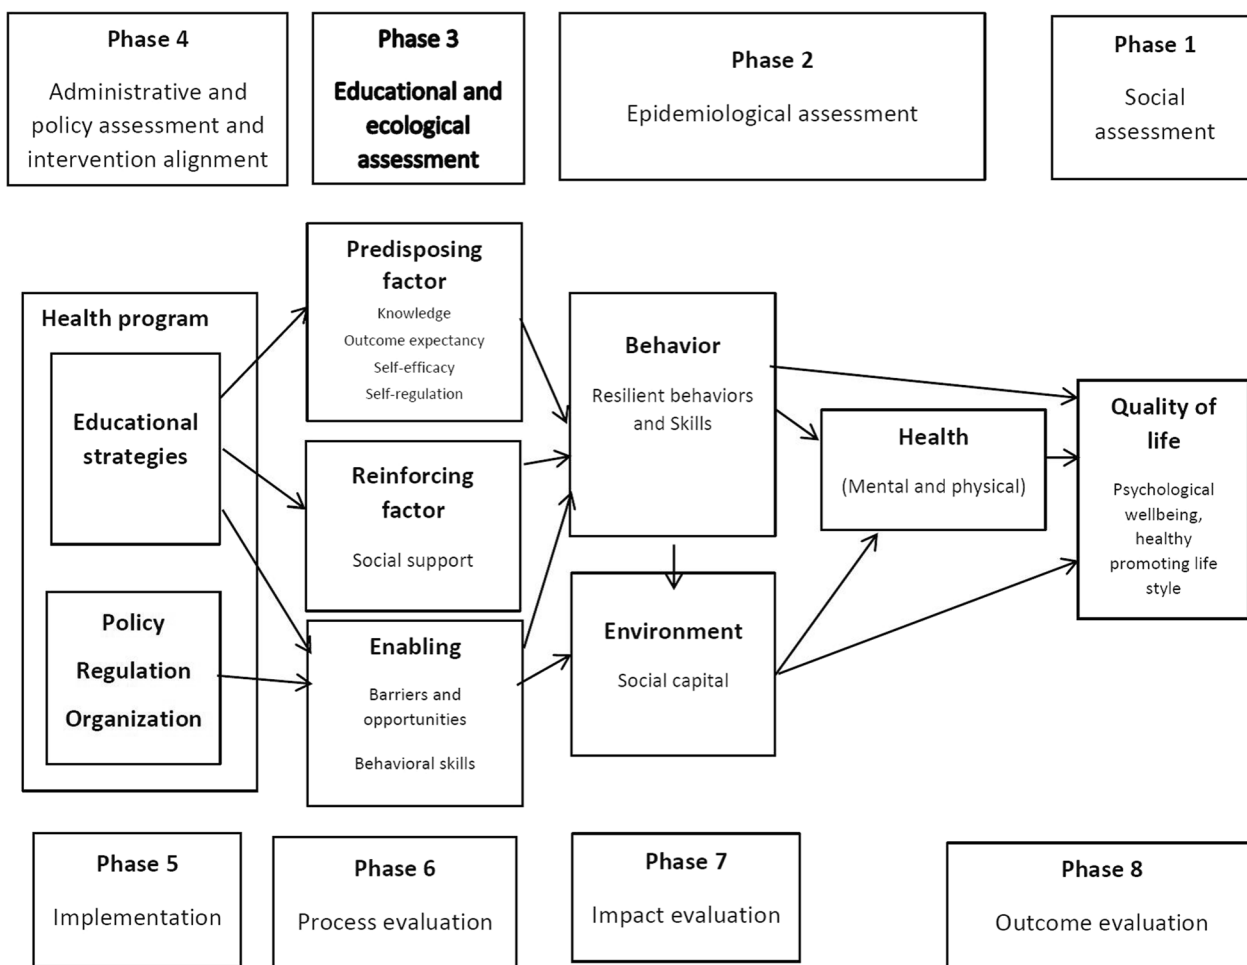 Phase 4
Administrative and
policy assessment and
intervention alignment
Phase 3
Educational and
ecological
assessment
Phase 2
Epidemiological assessment
Phase 1
Social
assessment
Health program
Educational
strategies
Policy
Regulation
Organization
Predisposing
factor
Knowledge
Outcome expectancy
Self-efficacy
Self-regulation
Reinforcing
factor
Social support
Enabling
Barriers and
opportunities
Behavioral skills
Behavior
Resilient behaviors
and Skills
Environment
Social capital
Health
(Mental and physical)
Quality of
life
Psychological
wellbeing,
healthy
promoting life
style
Phase 5
Implementation
Phase 6
Process evaluation
Phase 7
Impact evaluation
Phase 8
Outcome evaluation